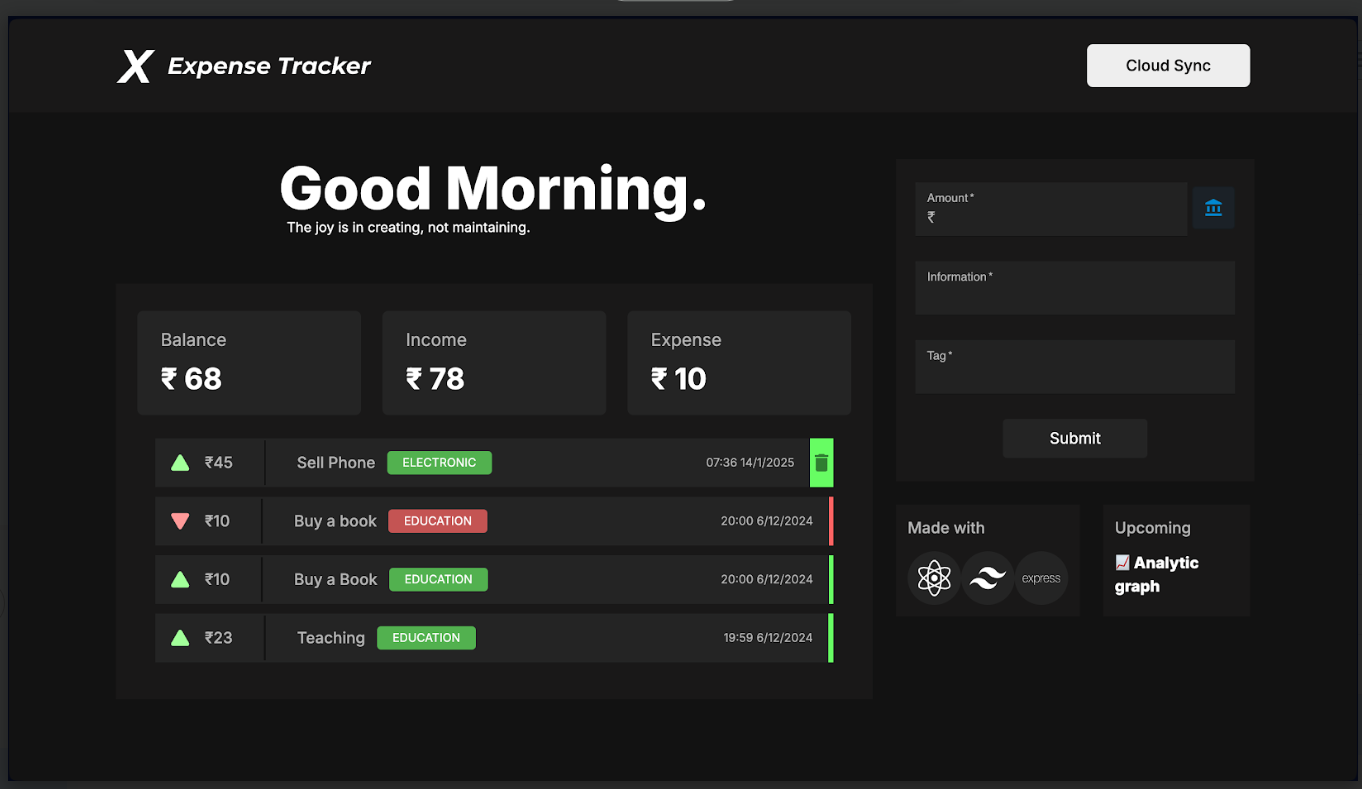 X Expense Tracker
Cloud Sync
Good Morning.
The joy is in creating, not maintaining.
Balance
₹ 68
Income
₹ 78
Expense
₹ 10
₹45 Sell Phone ELECTRONIC 07:36 14/1/2025
₹10 Buy a book EDUCATION 20:00 6/12/2024
₹10 Buy a Book EDUCATION 20:00 6/12/2024
₹23 Teaching EDUCATION 19:59 6/12/2024
Amount*
₹
Information*
Tag*
Submit
Made with
express
Upcoming
📈 Analytic
graph